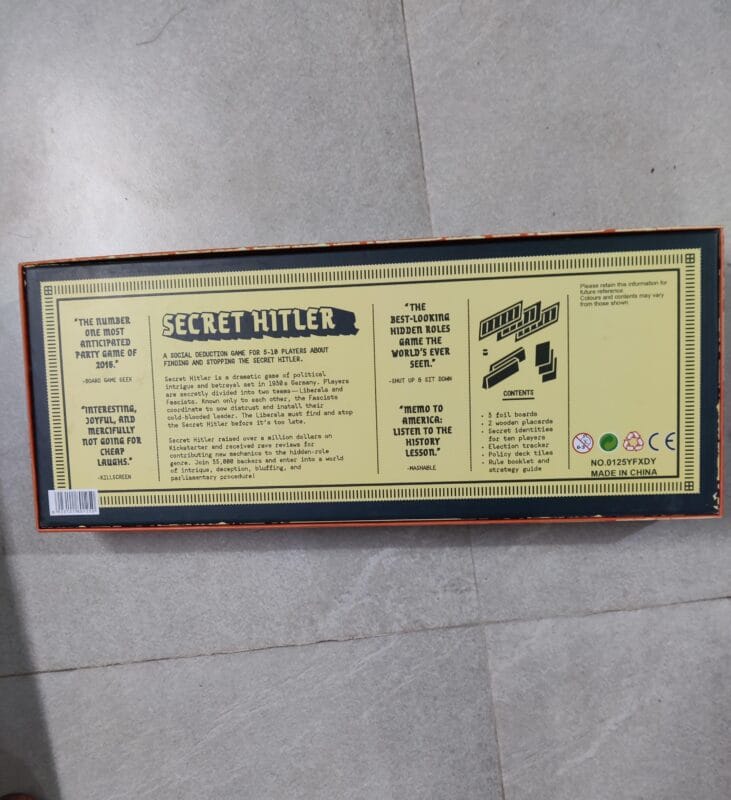 "THE NUMBER
ONE MOST
ANTICIPATED
PARTY GAME OF
2016."
-BOARD GAME GEEK
"INTERESTING,
JOYFUL, AND
MERCIFULLY
NOT GOING FOR
CHEAP
LAUGHS."
-KILLSCREEN
SECRET HITLER
A SOCIAL DEDUCTION GAME FOR 5-10 PLAYERS ABOUT
FINDING AND STOPPING THE SECRET HITLER.
Secret Hitler is a dramatic game of political
intrigue and betrayal set in 1930s Germany. Players
are secretly divided into two teams—Liberals and
Fascists. Known only to each other, the Fascists
coordinate to sow distrust and install their
cold-blooded leader. The Liberals must find and stop
the Secret Hitler before it's too late.
Secret Hitler raised over a million dollars on
Kickstarter and received rave reviews for
contributing new mechanics to the hidden-role
genre. Join 35,000 backers and enter into a world
of intrigue, deception, bluffing, and
parliamentary procedure!
"THE
BEST-LOOKING
HIDDEN ROLES
GAME THE
WORLD'S EVER
SEEN."
-SHUT UP & SIT DOWN
"MEMO TO
AMERICA:
LISTEN TO THE
HISTORY
LESSON."
-MASHABLE
CONTENTS
• 3 foil boards
• 2 wooden placards
• Secret identities
for ten players
• Election tracker
• Policy deck tiles
• Rule booklet and
strategy guide
Please retain this information for
future reference
Colours and contents may vary
from those shown
0-3
CE
NO.0125YFXDY
MADE IN CHINA